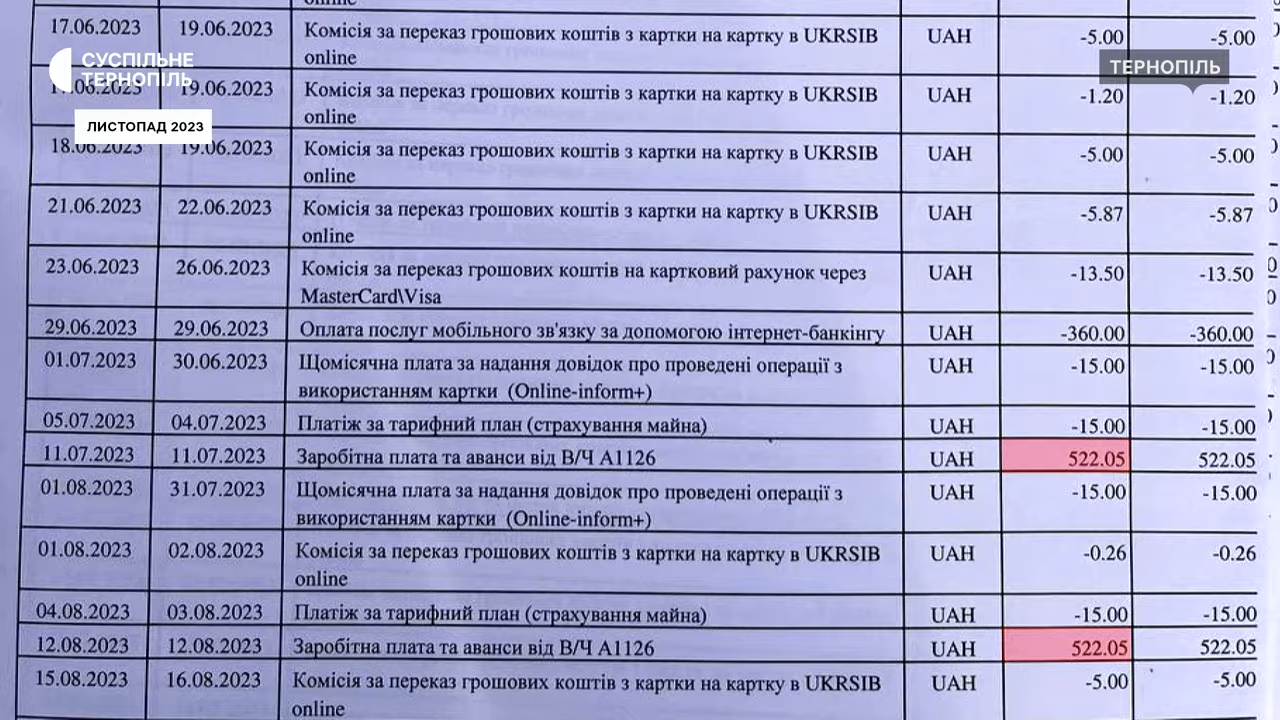 online
17.06.2023 19.06.2023 Комісія за переказ грошових коштів з картки на картку в UKRSIB UAH -5.00 -5.00
online
СУСПІЛЬНЕ
ТЕРНОПІЛЬ
ТЕРНОПІЛЬ
17.06.2023 19.06.2023 Комісія за переказ грошових коштів з картки на картку в UKRSIB UAH -1.20 -1.20
online
ЛИСТОПАД 2023
18.06.2023 19.06.2023 Комісія за переказ грошових коштів з картки на картку в UKRSIB UAH -5.00 -5.00
online
21.06.2023 22.06.2023 Комісія за переказ грошових коштів з картки на картку в UKRSIB UAH -5.87 -5.87
online
23.06.2023 26.06.2023 Комісія за переказ грошових коштів на картковий рахунок через UAH -13.50 -13.50
MasterCard\Visa
29.06.2023 29.06.2023 Оплата послуг мобільного зв'язку за допомогою інтернет-банкінгу UAH -360.00 -360.00
01.07.2023 30.06.2023 Щомісячна плата за надання довідок про проведені операції з UAH -15.00 -15.00
використанням картки (Online-inform+)
05.07.2023 04.07.2023 Платіж за тарифний план (страхування майна) UAH -15.00 -15.00
11.07.2023 11.07.2023 Заробітна плата та аванси від В/Ч А1126 UAH 522.05 522.05
01.08.2023 31.07.2023 Щомісячна плата за надання довідок про проведені операції з UAH -15.00 -15.00
використанням картки (Online-inform+)
01.08.2023 02.08.2023 Комісія за переказ грошових коштів з картки на картку в UKRSIB UAH -0.26 -0.26
online
04.08.2023 03.08.2023 Платіж за тарифний план (страхування майна) UAH -15.00 -15.00
12.08.2023 12.08.2023 Заробітна плата та аванси від В/Ч А1126 UAH 522.05 522.05
15.08.2023 16.08.2023 Комісія за переказ грошових коштів з картки на картку в UKRSIB UAH -5.00 -5.00
online